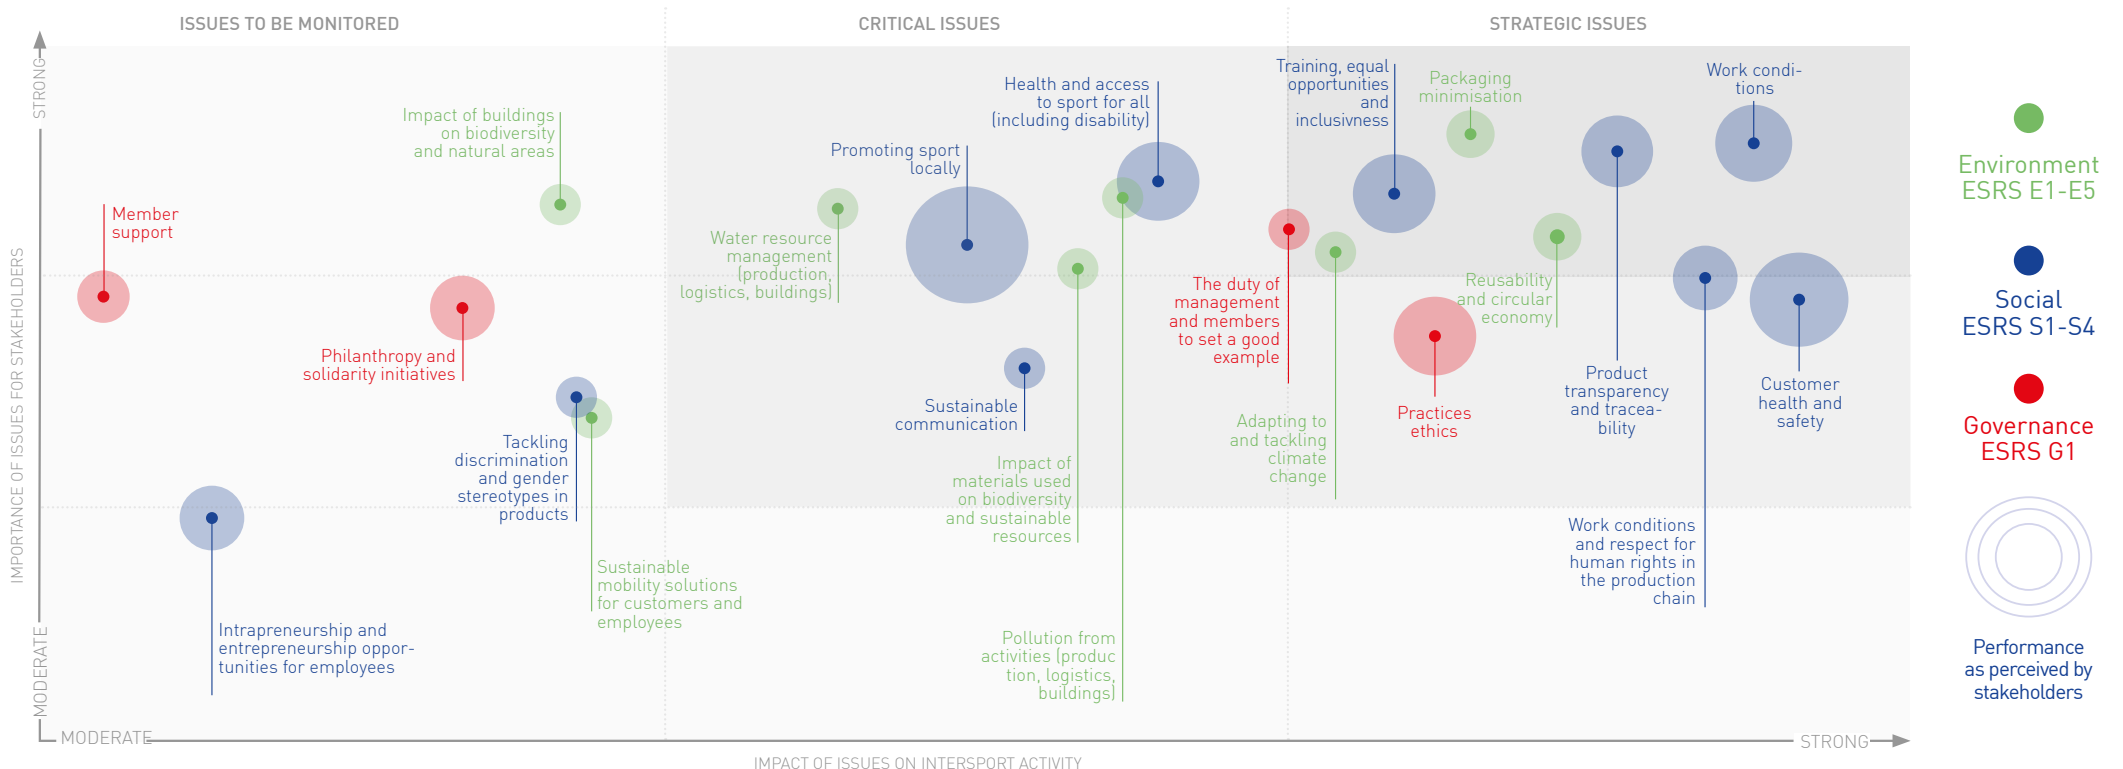 ISSUES TO BE MONITORED
CRITICAL ISSUES
STRATEGIC ISSUES
STRONG
IMPORTANCE OF ISSUES FOR STAKEHOLDERS
MODERATE
Member
support
Impact of buildings
on biodiversity
and natural areas
Philanthropy and
solidarity initiatives
Tackling
discrimination
and gender
stereotypes in
products
Sustainable
mobility solutions
for customers and
employees
Intrapreneurship and
entrepreneurship oppor-
tunities for employees
Health and access
to sport for all
(including disability)
Promoting sport
locally
Water resource
management
(production,
logistics, buildings)
Sustainable
communication
Impact of
materials used
on biodiversity
and sustainable
resources
Pollution from
activities (produc
tion, logistics,
buildings)
The duty of
management
and members
to set a good
example
Training, equal
opportunities
and
inclusivness
Packaging
minimisation
Work condi-
tions
Reusability
and circular
economy
Adapting to
and tackling
climate
change
Practices
ethics
Product
transparency
and tracea-
bility
Customer
health and
safety
Work conditions
and respect for
human rights in
the production
chain
MODERATE
STRONG
IMPACT OF ISSUES ON INTERSPORT ACTIVITY
Environment
ESRS E1-E5
Social
ESRS S1-S4
Governance
ESRS G1
Performance
as perceived by
stakeholders